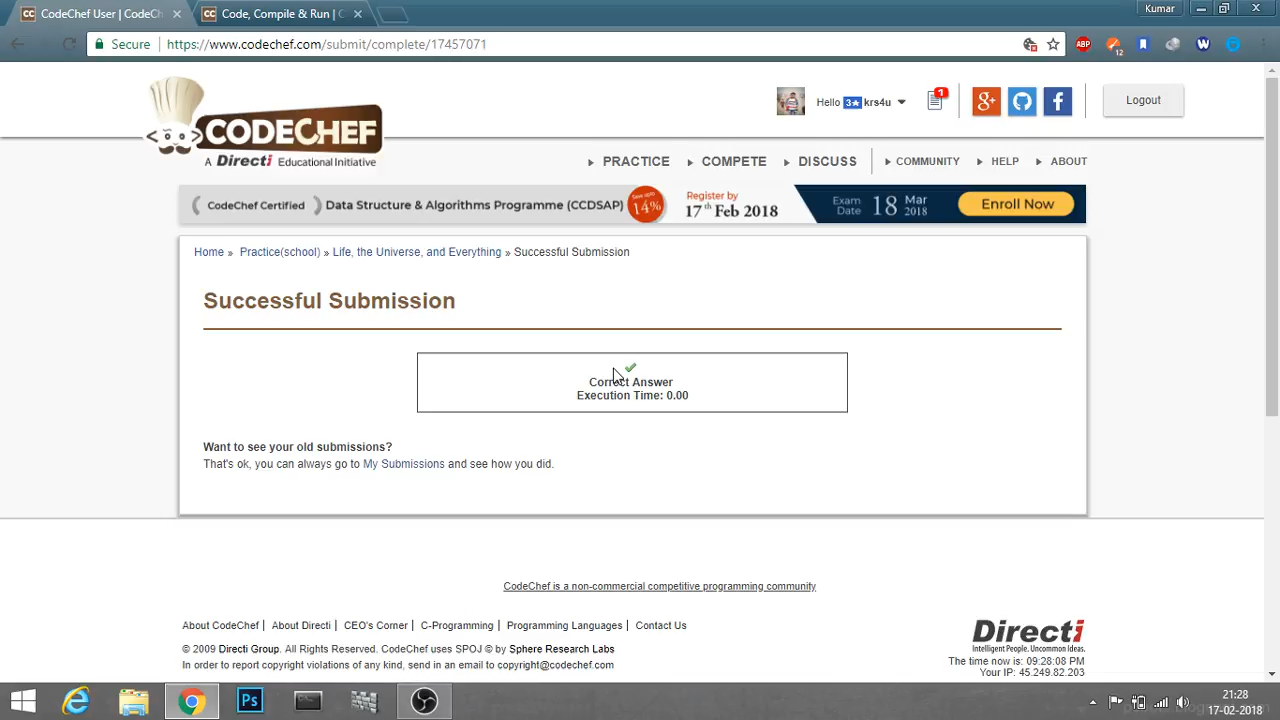 CodeChef User | CodeCh
Code, Compile & Run | C
Kumar
Secure
https://www.codechef.com/submit/complete/17457071
ABP
12
W
CODECHEF
A Directi Educational Initiative
Hello 3★ krs4u
1
Logout
PRACTICE
COMPETE
DISCUSS
COMMUNITY
HELP
ABOUT
CodeChef Certified
Data Structure & Algorithms Programme (CCDSAP)
Save upto
14%
Register by
17th Feb 2018
Exam Date
18 Mar 2018
Enroll Now
Home » Practice(school) » Life, the Universe, and Everything » Successful Submission
Successful Submission
Correct Answer
Execution Time: 0.00
Want to see your old submissions?
That's ok, you can always go to My Submissions and see how you did.
CodeChef is a non-commercial competitive programming community
About CodeChef | About Directi | CEO's Corner | C-Programming | Programming Languages | Contact Us
© 2009 Directi Group. All Rights Reserved. CodeChef uses SPOJ © by Sphere Research Labs
In order to report copyright violations of any kind, send in an email to copyright@codechef.com
Directi
Intelligent People. Uncommon Ideas.
The time now is: 09:28:08 PM
Your IP: 45.249.82.203
Ps
21:28
17-02-2018